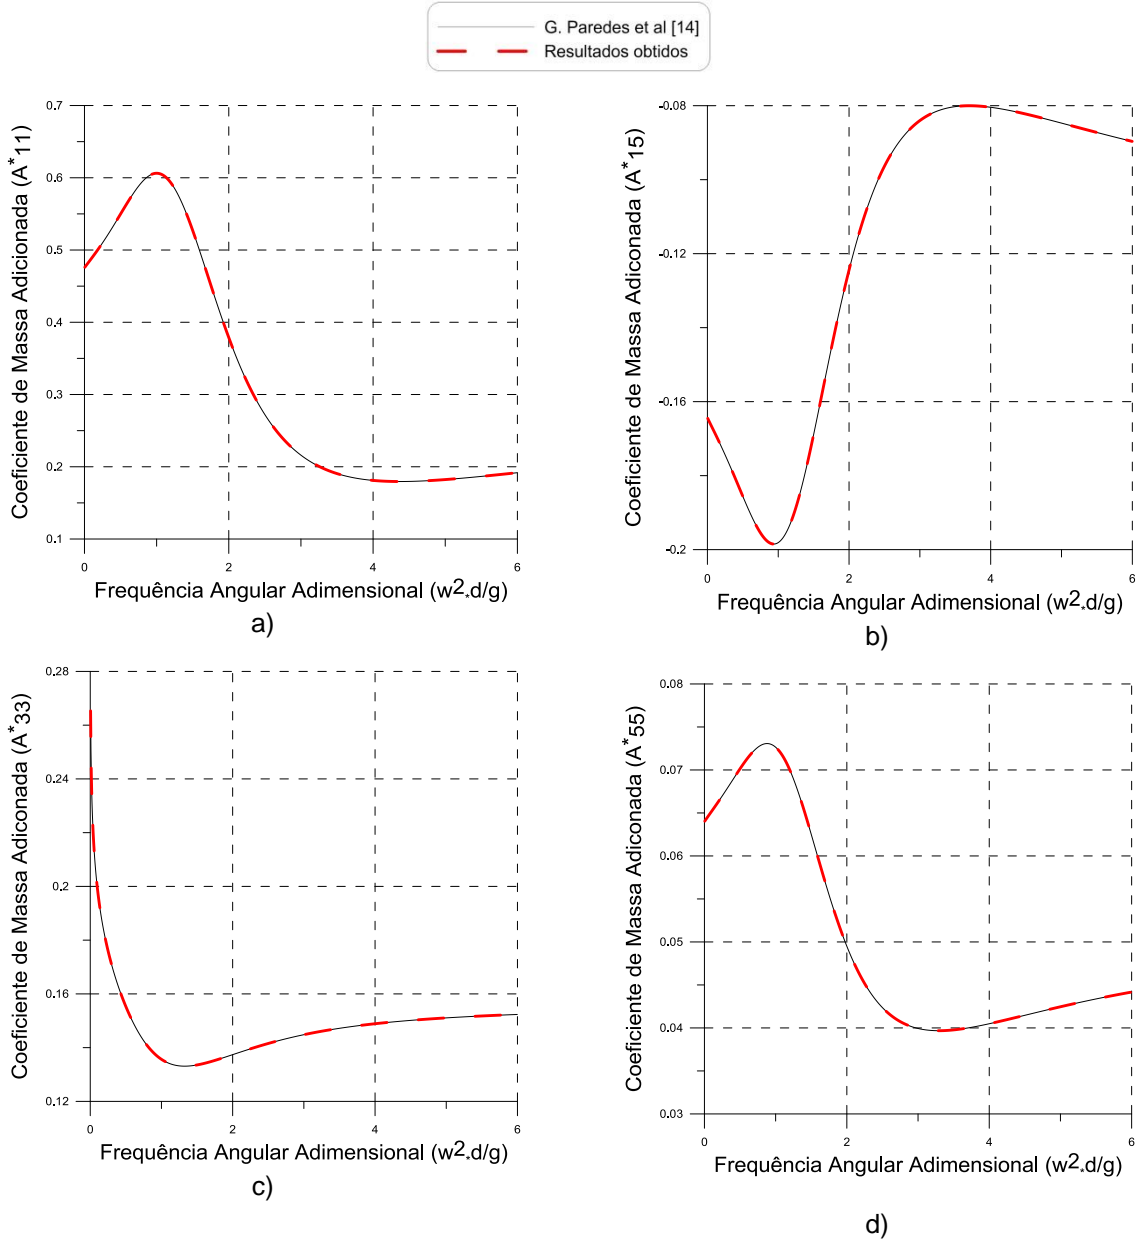 G. Paredes et al [14]
Resultados obtidos
Coeficiente de Massa Adicionada (A*11)
0.7
0.6
0.5
0.4
0.3
0.2
0.1
0 2 4 6
Frequência Angular Adimensional (w2*d/g)
a)
Coeficiente de Massa Adiconada (A*15)
-0.08
-0.12
-0.16
-0.2
0 2 4 6
Frequência Angular Adimensional (w2*d/g)
b)
Coeficiente de Massa Adiconada (A*33)
0.28
0.24
0.2
0.16
0.12
0 2 4 6
Frequência Angular Adimensional (w2*d/g)
c)
Coeficiente de Massa Adiconada (A*55)
0.08
0.07
0.06
0.05
0.04
0.03
0 2 4 6
Frequência Angular Adimensional (w2*d/g)
d)